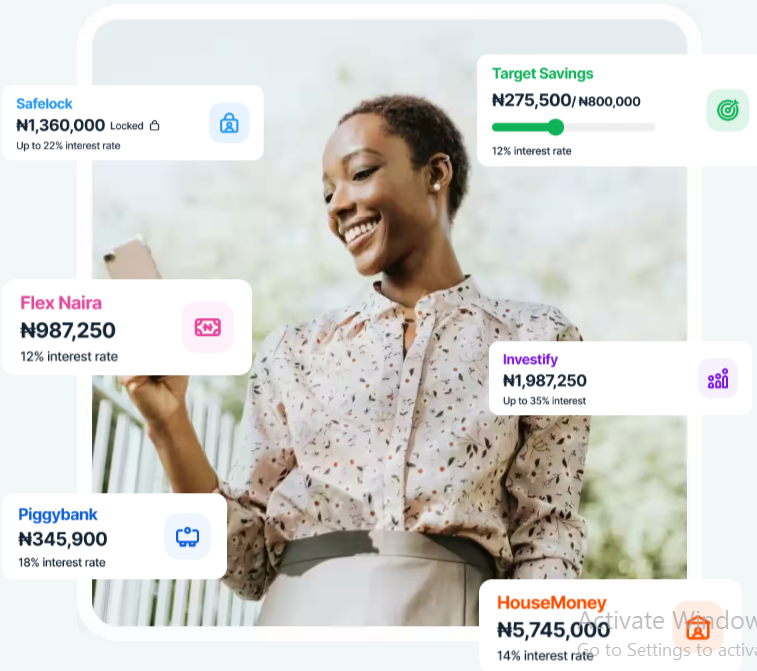 Safelock
₦1,360,000 Locked
Up to 22% interest rate
Target Savings
₦275,500/ ₦800,000
12% interest rate
Flex Naira
₦987,250
12% interest rate
Investify
₦1,987,250
Up to 35% interest
Piggybank
₦345,900
18% interest rate
HouseMoney
₦5,745,000
14% interest rate
Activate Window
Go to Settings to activa